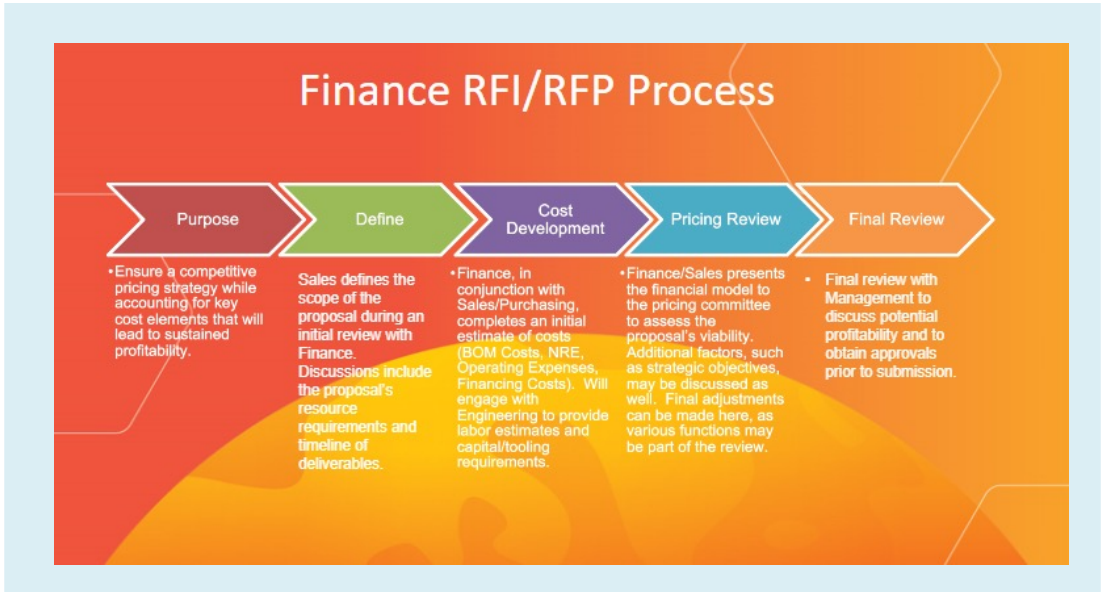 Finance RFI/RFP Process
Purpose
•Ensure a competitive
pricing strategy while
accounting for key
cost elements that will
lead to sustained
profitability.
Define
Sales defines the
scope of the
proposal during an
initial review with
Finance.
Discussions include
the proposal's
resource
requirements and
timeline of
deliverables.
Cost
Development
•Finance, in
conjunction with
Sales/Purchasing,
completes an initial
estimate of costs
(BOM Costs, NRE,
Operating Expenses,
Financing Costs).  Will
engage with
Engineering to provide
labor estimates and
capital/tooling
requirements.
Pricing Review
•Finance/Sales presents
the financial model to
the pricing committee
to assess the
proposal's viability.
Additional factors, such
as strategic objectives,
may be discussed as
well.  Final adjustments
can be made here, as
various functions may
be part of the review.
Final Review
• Final review with
Management to
discuss potential
profitability and to
obtain approvals
prior to submission.